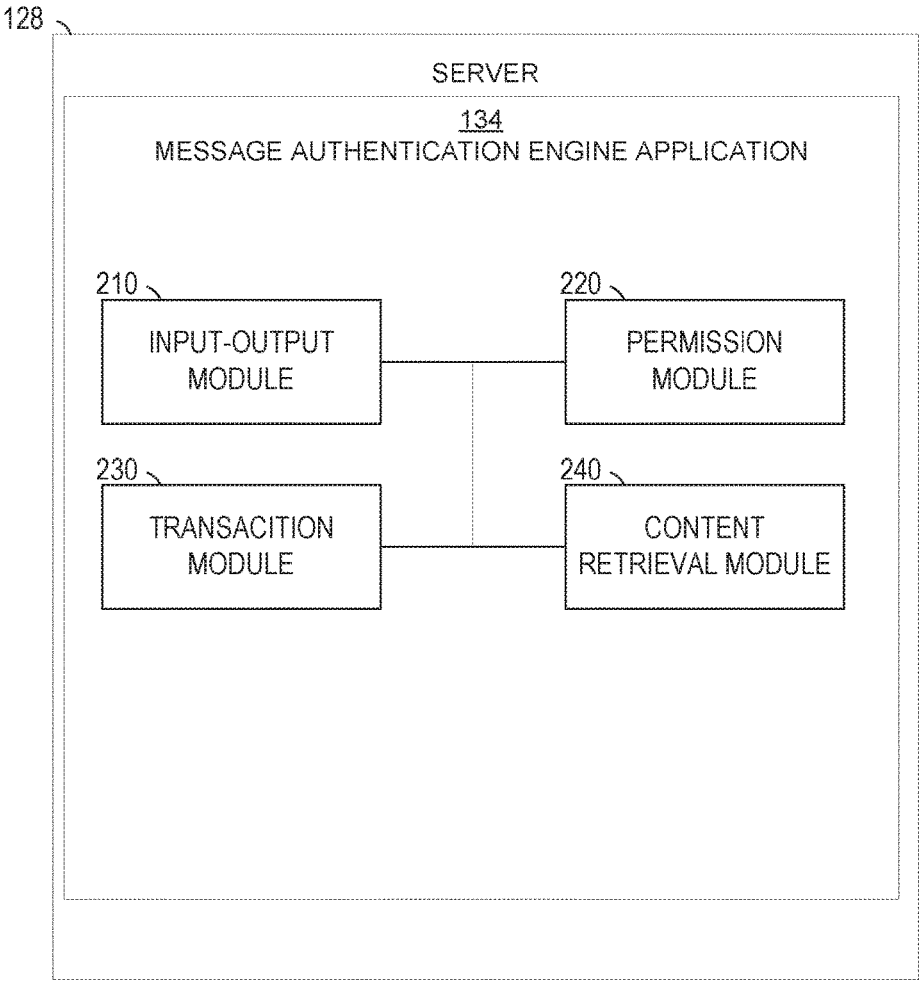 128
SERVER
134
MESSAGE AUTHENTICATION ENGINE APPLICATION
210
INPUT-OUTPUT
MODULE
220
PERMISSION
MODULE
230
TRANSACITION
MODULE
240
CONTENT
RETRIEVAL MODULE